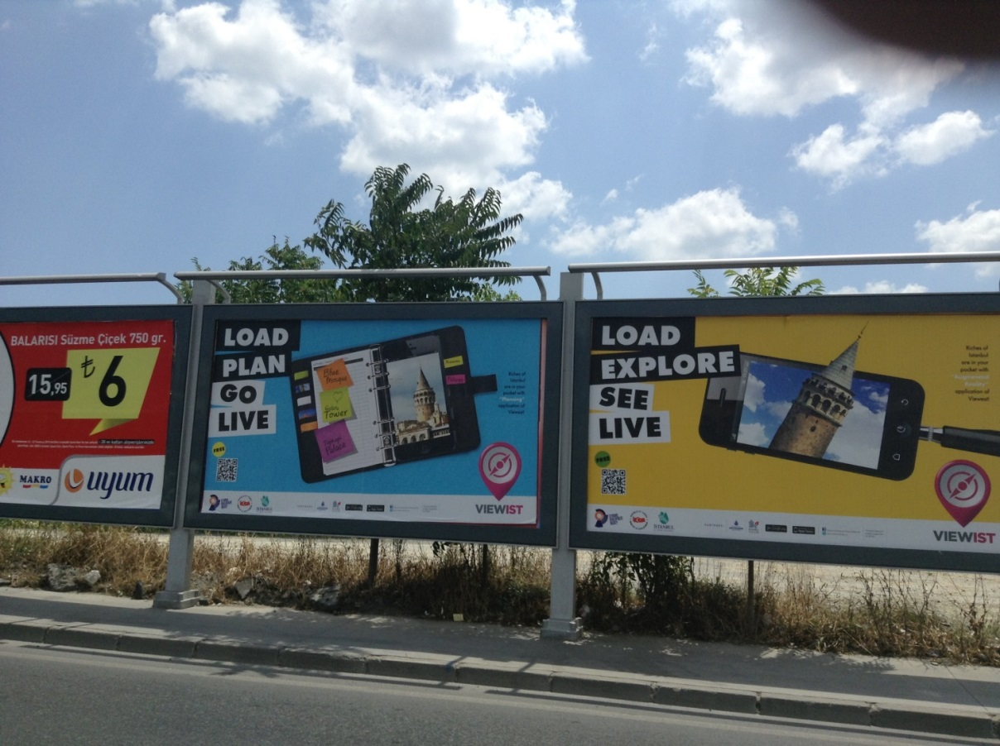 BALARISI Süzme Çiçek 750 gr.
15,95
₺6
MAKRO
uyum
LOAD
PLAN
GO
LIVE
FREE
Blue
Mosque
Galata
Tower
Topkapı
Palace
Riches of
Istanbul
are in your
pocket with
"Planning"
application of
Viewist.
VIEWIST
LOAD
EXPLORE
SEE
LIVE
FREE
Riches of
Istanbul
are in your
pocket with
"Augmented
Reality"
application of
Viewist.
VIEWIST